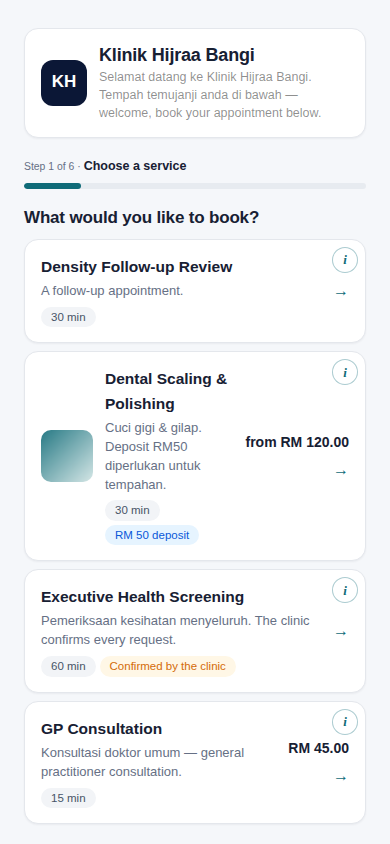 KH
Klinik Hijraa Bangi
Selamat datang ke Klinik Hijraa Bangi.
Tempah temujanji anda di bawah —
welcome, book your appointment below.
Step 1 of 6 · Choose a service
What would you like to book?
Density Follow-up Review
i
A follow-up appointment.
→
30 min
Dental Scaling &
Polishing
i
Cuci gigi & gilap.
Deposit RM50
diperlukan untuk
tempahan.
from RM 120.00
→
30 min
RM 50 deposit
Executive Health Screening
i
Pemeriksaan kesihatan menyeluruh. The clinic
confirms every request.
→
60 min
Confirmed by the clinic
GP Consultation
i
Konsultasi doktor umum — general
practitioner consultation.
RM 45.00
→
15 min